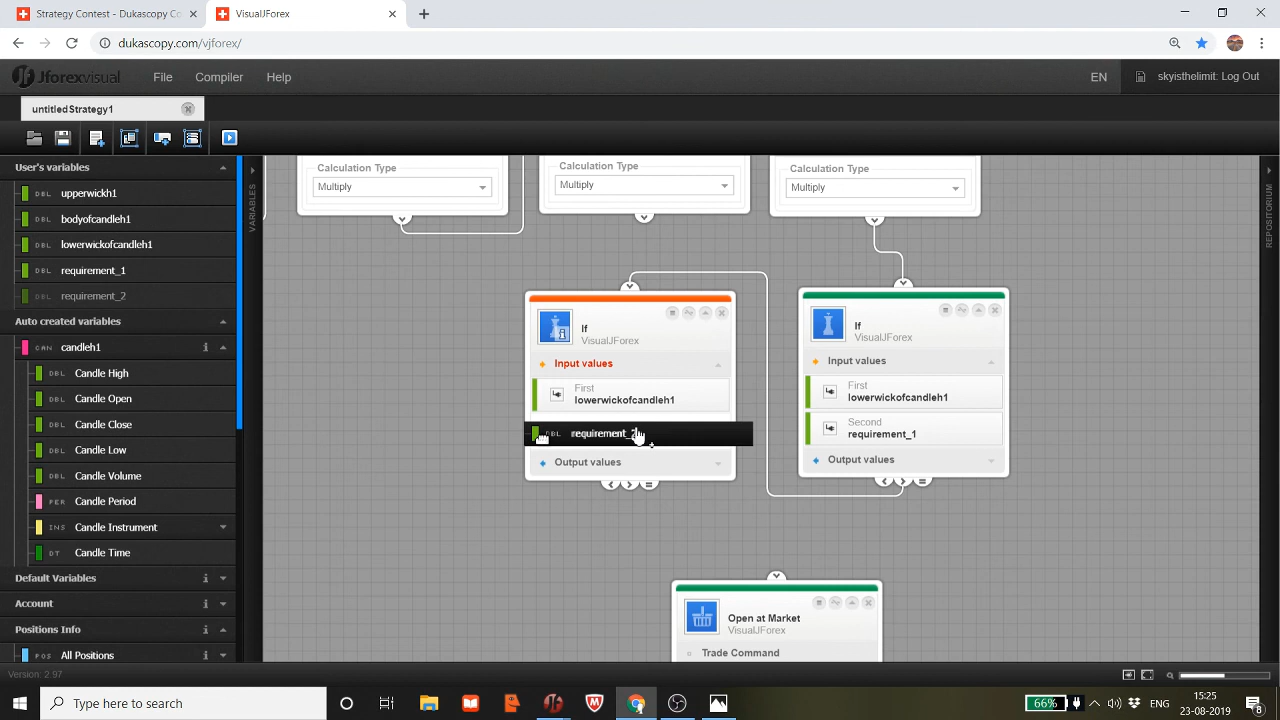 Strategy Contest - Dukascopy Co
VisualJForex
dukascopy.com/vjforex/
Jforexvisual
File
Compiler
Help
EN
skyisthelimit: Log Out
untitledStrategy1
User's variables
DBL upperwickh1
DBL bodyofcandleh1
DBL lowerwickofcandleh1
DBL requirement_1
DBL requirement_2
Auto created variables
CAN candleh1
DBL Candle High
DBL Candle Open
DBL Candle Close
DBL Candle Low
DBL Candle Volume
PER Candle Period
INS Candle Instrument
DT Candle Time
Default Variables
Account
Positions Info
POS All Positions
VARIABLES
Calculation Type
Multiply
Calculation Type
Multiply
Calculation Type
Multiply
If
VisualJForex
Input values
First
lowerwickofcandleh1
DBL requirement_
Output values
If
VisualJForex
Input values
First
lowerwickofcandleh1
Second
requirement_1
Output values
Open at Market
VisualJForex
Trade Command
REPOSITORIUM
Version: 2.97
Type here to search
66%
ENG
15:25
23-08-2019
8